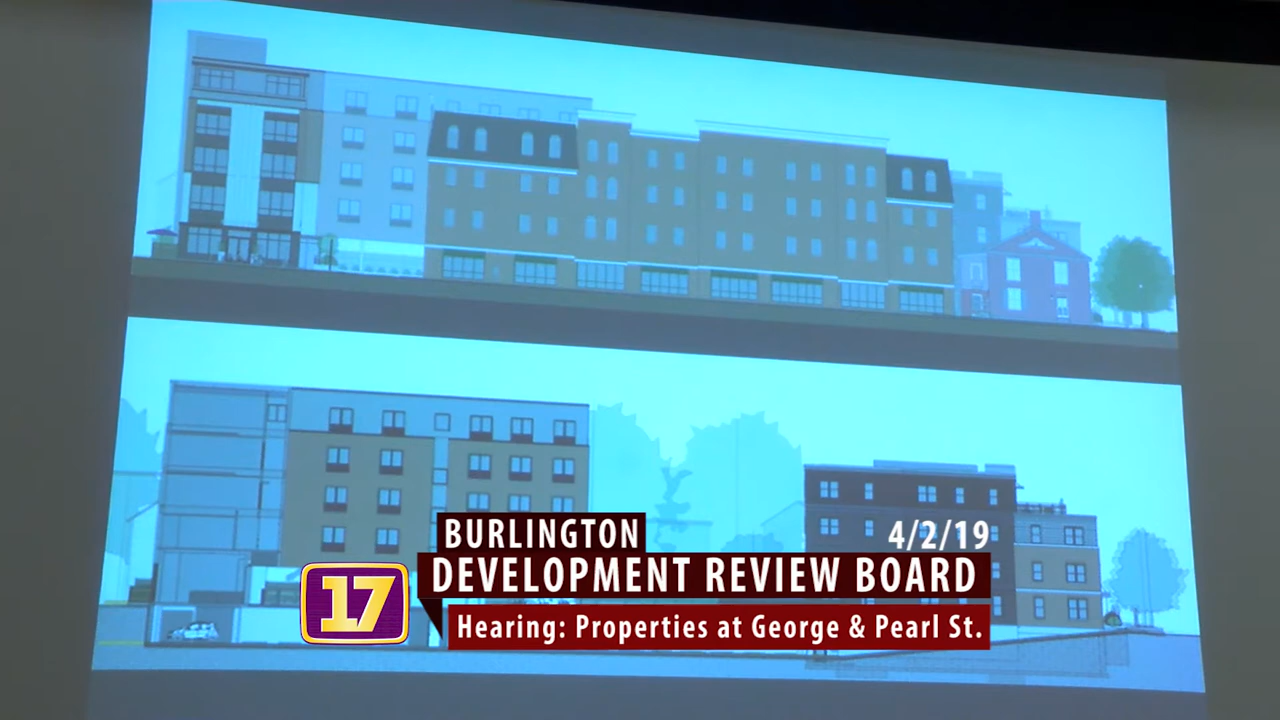 BURLINGTON
4/2/19
DEVELOPMENT REVIEW BOARD
17
Hearing: Properties at George & Pearl St.